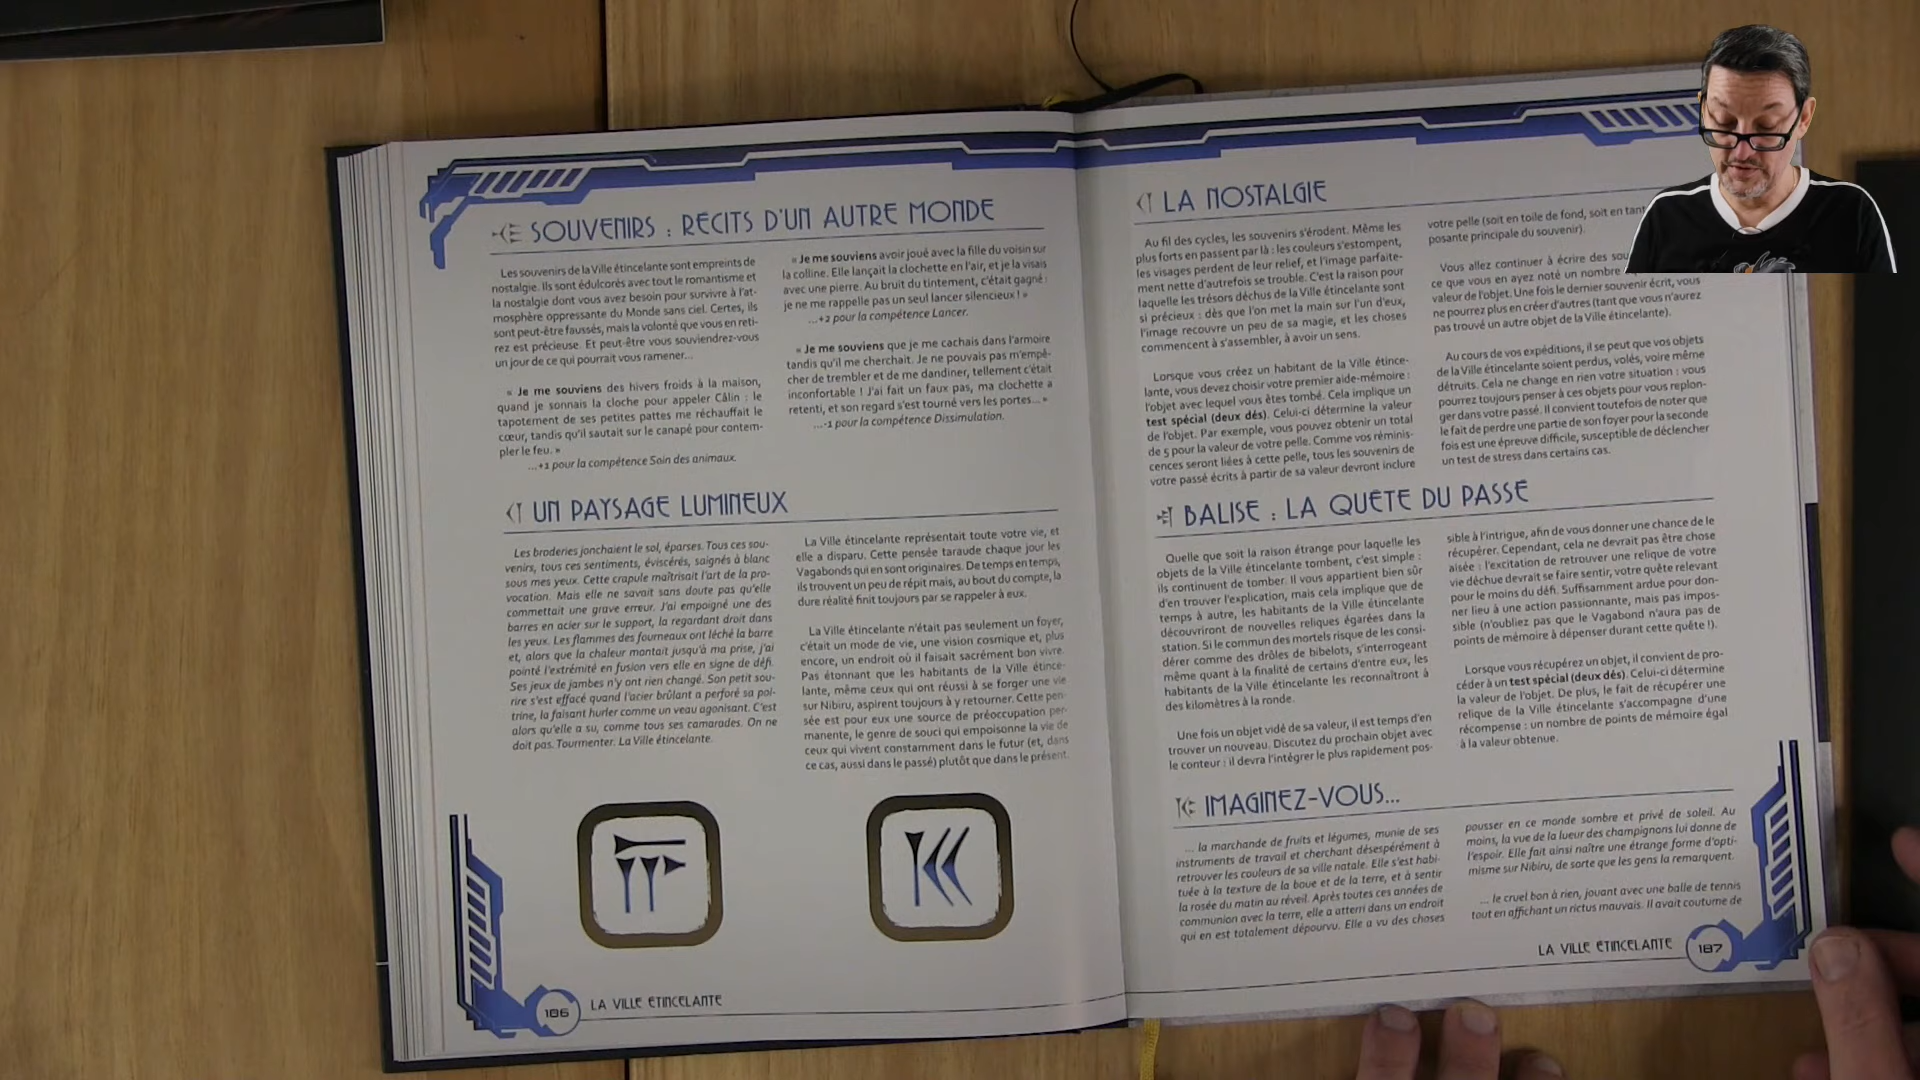 SOUVENIRS : RÉCITS D'UN AUTRE MONDE
Les souvenirs de la Ville étincelante sont empreints de
nostalgie. Ils sont édulcorés avec tout le romantisme et
la nostalgie dont vous avez besoin pour survivre à l'at-
mosphère oppressante du Monde sans ciel. Certes, ils
sont peut-être faussés, mais la volonté que vous en reti-
rez est précieuse. Et peut-être vous souviendrez-vous
un jour de ce qui pourrait vous ramener...
« Je me souviens des hivers froids à la maison,
quand je sonnais la cloche pour appeler Câlin : le
tapotement de ses petites pattes me réchauffait le
cœur, tandis qu'il sautait sur le canapé pour contem-
pler le feu. »
...+1 pour la compétence Soin des animaux.
« Je me souviens avoir joué avec la fille du voisin sur
la colline. Elle lançait la clochette en l'air, et je la visais
avec une pierre. Au bruit du tintement, c'était gagné :
je ne me rappelle pas un seul lancer silencieux ! »
...+2 pour la compétence Lancer.
« Je me souviens que je me cachais dans l'armoire
tandis qu'il me cherchait. Je ne pouvais pas m'empê-
cher de trembler et de me dandiner, tellement c'était
inconfortable ! J'ai fait un faux pas, ma clochette a
retenti, et son regard s'est tourné vers les portes... »
...-1 pour la compétence Dissimulation.
UN PAYSAGE LUMINEUX
Les broderies jonchaient le sol, éparses. Tous ces sou-
venirs, tous ces sentiments, éviscérés, saignés à blanc
sous mes yeux. Cette crapule maîtrisait l'art de la pro-
vocation. Mais elle ne savait sans doute pas qu'elle
commettait une grave erreur. J'ai empoigné une des
barres en acier sur le support, la regardant droit dans
les yeux. Les flammes des fourneaux ont léché la barre
et, alors que la chaleur montait jusqu'à ma prise, j'ai
pointé l'extrémité en fusion vers elle en signe de défi.
Ses jeux de jambes n'y ont rien changé. Son petit sou-
rire s'est effacé quand l'acier brûlant a perforé sa poi-
trine, la faisant hurler comme un veau agonisant. C'est
alors qu'elle a su, comme tous ses camarades. On ne
doit pas. Tourmenter. La Ville étincelante.
La Ville étincelante représentait toute votre vie, et
elle a disparu. Cette pensée taraude chaque jour les
Vagabonds qui en sont originaires. De temps en temps,
ils trouvent un peu de répit mais, au bout du compte, la
dure réalité finit toujours par se rappeler à eux.
La Ville étincelante n'était pas seulement un foyer,
c'était un mode de vie, une vision cosmique et, plus
encore, un endroit où il faisait sacrément bon vivre.
Pas étonnant que les habitants de la Ville étince-
lante, même ceux qui ont réussi à se forger une vie
sur Nibiru, aspirent toujours à y retourner. Cette pen-
sée est pour eux une source de préoccupation per-
manente, le genre de souci qui empoisonne la vie de
ceux qui vivent constamment dans le futur (et, dans
ce cas, aussi dans le passé) plutôt que dans le présent.
186
LA VILLE ÉTINCELANTE
LA NOSTALGIE
Au fil des cycles, les souvenirs s'érodent. Même les
plus forts en passent par là : les couleurs s'estompent,
les visages perdent de leur relief, et l'image parfaite-
ment nette d'autrefois se trouble. C'est la raison pour
laquelle les trésors déchus de la Ville étincelante sont
si précieux : dès que l'on met la main sur l'un d'eux,
l'image recouvre un peu de sa magie, et les choses
commencent à s'assembler, à avoir un sens.
Lorsque vous créez un habitant de la Ville étince-
lante, vous devez choisir votre premier aide-mémoire :
l'objet avec lequel vous êtes tombé. Cela implique un
test spécial (deux dés). Celui-ci détermine la valeur
de l'objet. Par exemple, vous pouvez obtenir un total
de 5 pour la valeur de votre pelle. Comme vos réminis-
cences seront liées à cette pelle, tous les souvenirs de
votre passé écrits à partir de sa valeur devront inclure
votre pelle (soit en toile de fond, soit en tant
posante principale du souvenir).
Vous allez continuer à écrire des
ce que vous en ayez noté un nombre
valeur de l'objet. Une fois le dernier souvenir écrit, vous
ne pourrez plus en créer d'autres (tant que vous n'aurez
pas trouvé un autre objet de la Ville étincelante).
Au cours de vos expéditions, il se peut que vos objets
de la Ville étincelante soient perdus, volés, voire même
détruits. Cela ne change en rien votre situation : vous
pourrez toujours penser à ces objets pour vous replon-
ger dans votre passé. Il convient toutefois de noter que
le fait de perdre une partie de son foyer pour la seconde
fois est une épreuve difficile, susceptible de déclencher
un test de stress dans certains cas.
BALISE : LA QUÊTE DU PASSÉ
Quelle que soit la raison étrange pour laquelle les
objets de la Ville étincelante tombent, c'est simple :
ils continuent de tomber. Il vous appartient bien sûr
d'en trouver l'explication, mais cela implique que de
temps à autre, les habitants de la Ville étincelante
découvriront de nouvelles reliques égarées dans la
station. Si le commun des mortels risque de les consi-
dérer comme des drôles de bibelots, s'interrogeant
même quant à la finalité de certains d'entre eux, les
habitants de la Ville étincelante les reconnaîtront à
des kilomètres à la ronde.
Une fois un objet vidé de sa valeur, il est temps d'en
trouver un nouveau. Discutez du prochain objet avec
le conteur : il devra l'intégrer le plus rapidement pos-
sible à l'intrigue, afin de vous donner une chance de le
récupérer. Cependant, cela ne devrait pas être chose
aisée : l'excitation de retrouver une relique de votre
vie déchue devrait se faire sentir, votre quête relevant
pour le moins du défi. Suffisamment ardue pour don-
ner lieu à une action passionnante, mais pas impos-
sible (n'oubliez pas que le Vagabond n'aura pas de
points de mémoire à dépenser durant cette quête !).
Lorsque vous récupérez un objet, il convient de pro-
céder à un test spécial (deux dés). Celui-ci détermine
la valeur de l'objet. De plus, le fait de récupérer une
relique de la Ville étincelante s'accompagne d'une
récompense : un nombre de points de mémoire égal
à la valeur obtenue.
IMAGINEZ-VOUS...
... la marchande de fruits et légumes, munie de ses
instruments de travail et cherchant désespérément à
retrouver les couleurs de sa ville natale. Elle s'est habi-
tuée à la texture de la boue et de la terre, et à sentir
la rosée du matin au réveil. Après toutes ces années de
communion avec la terre, elle a atterri dans un endroit
qui en est totalement dépourvu. Elle a vu des choses
pousser en ce monde sombre et privé de soleil. Au
moins, la vue de la lueur des champignons lui donne de
l'espoir. Elle fait ainsi naître une étrange forme d'opti-
misme sur Nibiru, de sorte que les gens la remarquent.
... le cruel bon à rien, jouant avec une balle de tennis
tout en affichant un rictus mauvais. Il avait coutume de
LA VILLE ÉTINCELANTE
187